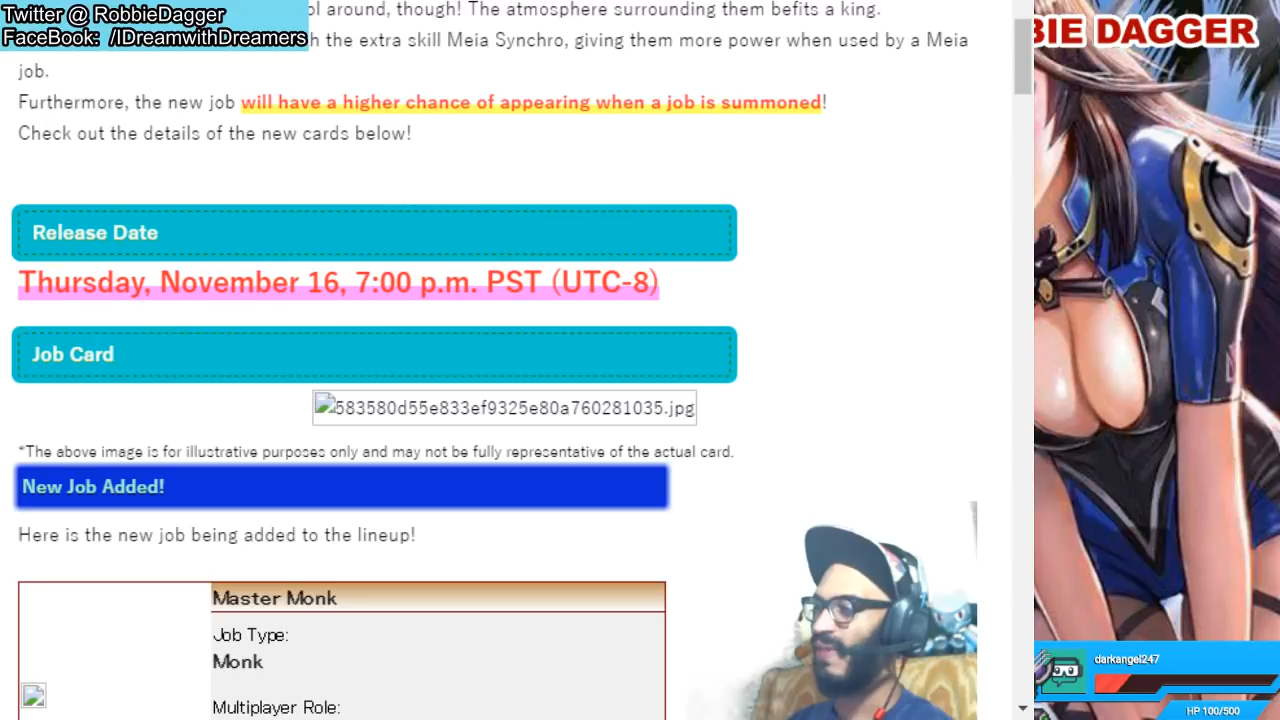 Twitter @ RobbieDagger
FaceBook: /IDreamwithDreamers
ol around, though! The atmosphere surrounding them befits a king.
h the extra skill Meia Synchro, giving them more power when used by a Meia
job.
Furthermore, the new job will have a higher chance of appearing when a job is summoned!
Check out the details of the new cards below!
Release Date
Thursday, November 16, 7:00 p.m. PST (UTC-8)
Job Card
583580d55e833ef9325e80a760281035.jpg
*The above image is for illustrative purposes only and may not be fully representative of the actual card.
New Job Added!
Here is the new job being added to the lineup!
Master Monk
Job Type:
Monk
Multiplayer Role:
BIE DAGGER
darkangel247
HP 100/500